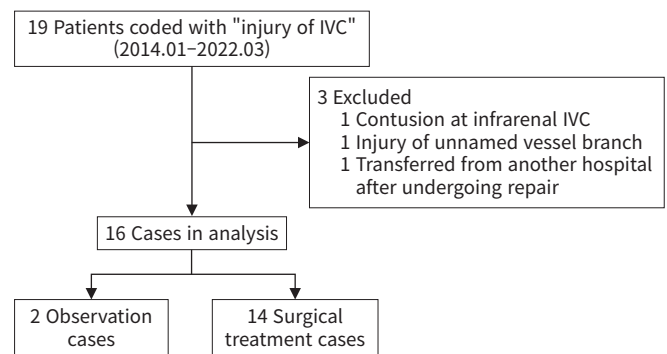 19 Patients coded with "injury of IVC"
(2014.01–2022.03)
3 Excluded
1 Contusion at infrarenal IVC
1 Injury of unnamed vessel branch
1 Transferred from another hospital
after undergoing repair
16 Cases in analysis
2 Observation
cases
14 Surgical
treatment cases